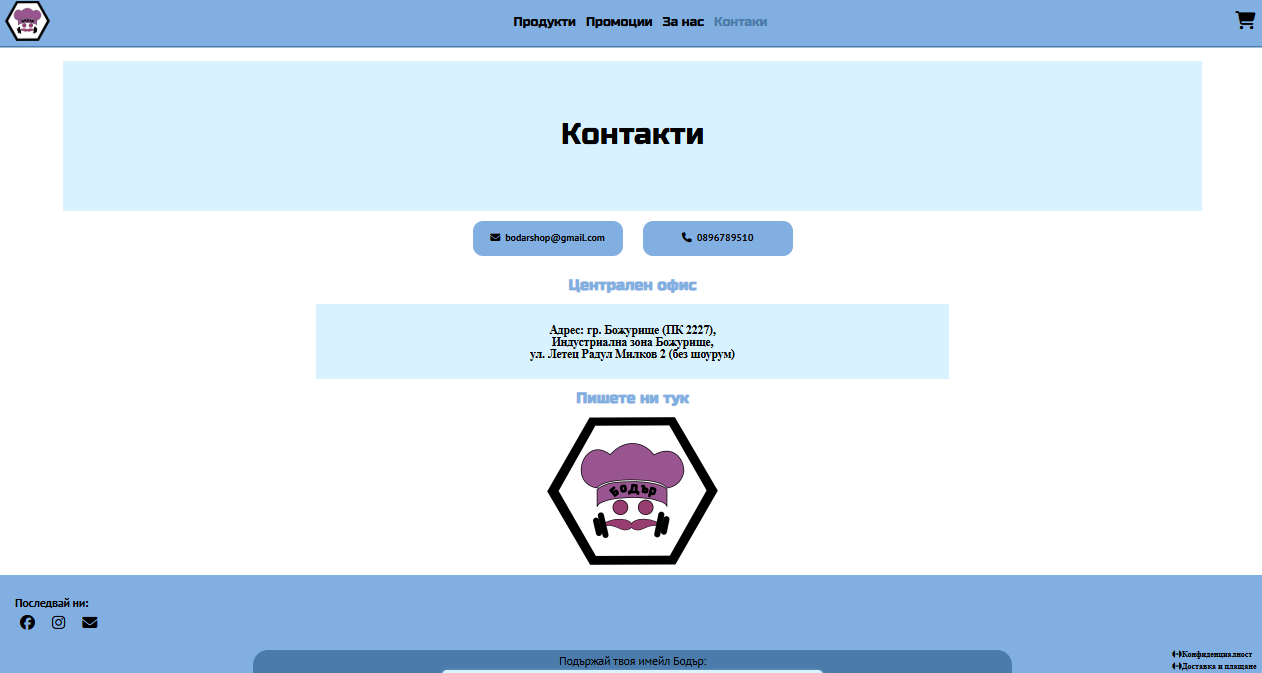 Продукти Промоции За нас Контаки
Контакти
bodarshop@gmail.com 0896789510
Централен офис
Адрес: гр. Божурище (ПК 2227),
Индустриална зона Божурище,
ул. Летец Радул Милков 2 (без шоурум)
Пишете ни тук
Бодър
Последвай ни:
Подържай твоя имейл Бодър:
Конфиденциалност
Доставка и плащане